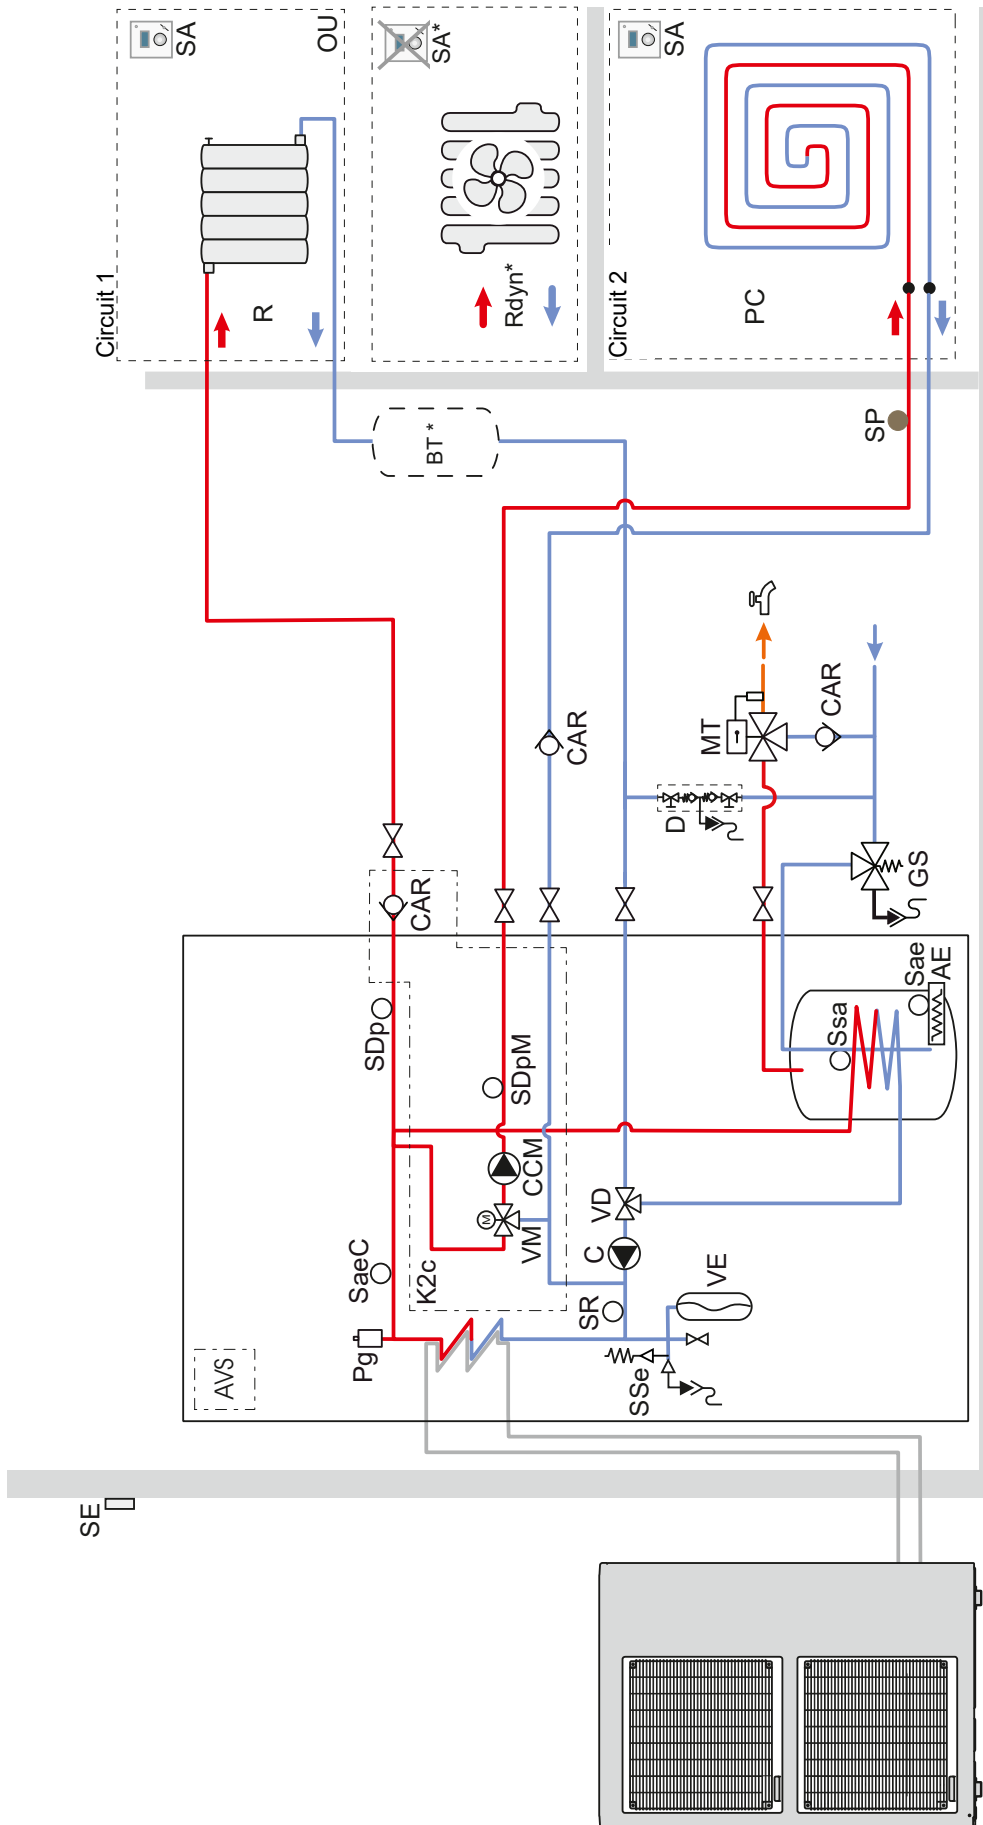 SE
AVS
Pg
SaeC
K2c
SDp
CAR
SDpM
CCM
M
VM
C
VD
SR
SSe
VE
Ssa
Sae
AE
GS
D
MT
CAR
CAR
BT *
SP
Circuit 1
R
SA
OU
Rdyn*
SA*
Circuit 2
PC
SA